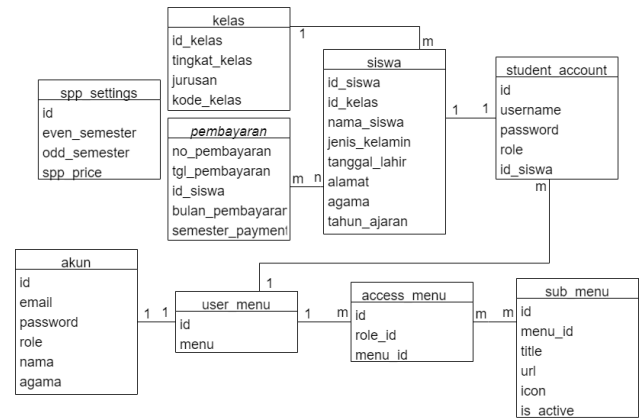 kelas
id_kelas
tingkat_kelas
jurusan
kode_kelas
1
m
spp_settings
id
even_semester
odd_semester
spp_price
pembayaran
no_pembayaran
tgl_pembayaran
id_siswa
bulan_pembayaran
semester_payment
m
n
siswa
id_siswa
id_kelas
nama_siswa
jenis_kelamin
tanggal_lahir
alamat
agama
tahun_ajaran
1
1
student_account
id
username
password
role
id_siswa
m
1
akun
id
email
password
role
nama
agama
1
1
user_menu
id
menu
1
m
access_menu
id
role_id
menu_id
m
m
sub_menu
id
menu_id
title
url
icon
is_active